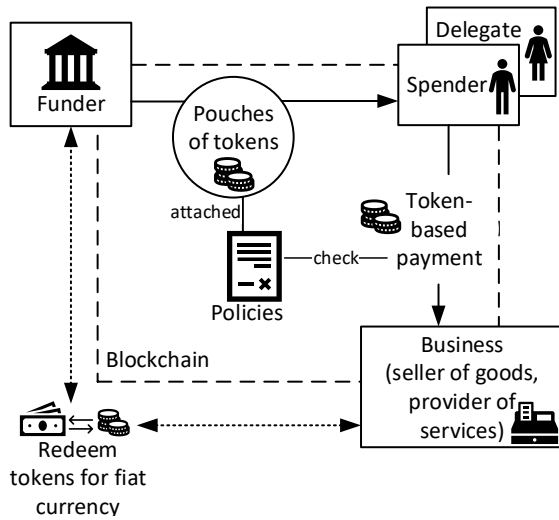 Delegate
Funder
Spender
Pouches
of tokens
attached
Token-
based
payment
check
Policies
Blockchain
Business
(seller of goods,
provider of
services)
Redeem
tokens for fiat
currency